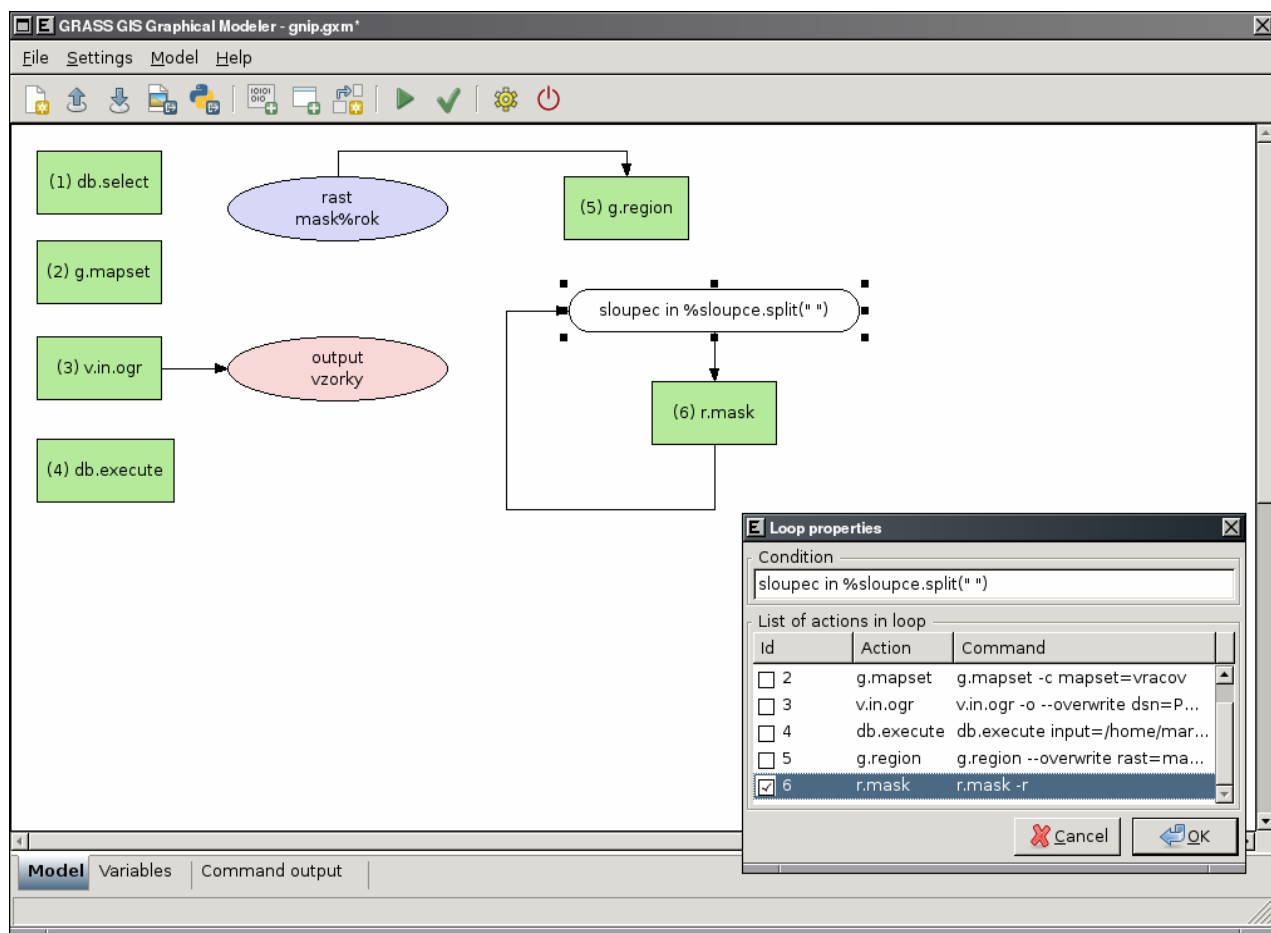 GRASS GIS Graphical Modeler - gnip.gxm*
File Settings Model Help
(1) db.select
rast
mask%rok
(5) g.region
(2) g.mapset
sloupec in %sloupce.split(" ")
(3) v.in.ogr
output
vzorky
(6) r.mask
(4) db.execute
Loop properties
Condition
sloupec in %sloupce.split(" ")
List of actions in loop
Id Action Command
2 g.mapset g.mapset -c mapset=vracov
3 v.in.ogr v.in.ogr -o --overwrite dsn=P...
4 db.execute db.execute input=/home/mar...
5 g.region g.region --overwrite rast=ma...
6 r.mask r.mask -r
Cancel OK
Model Variables Command output